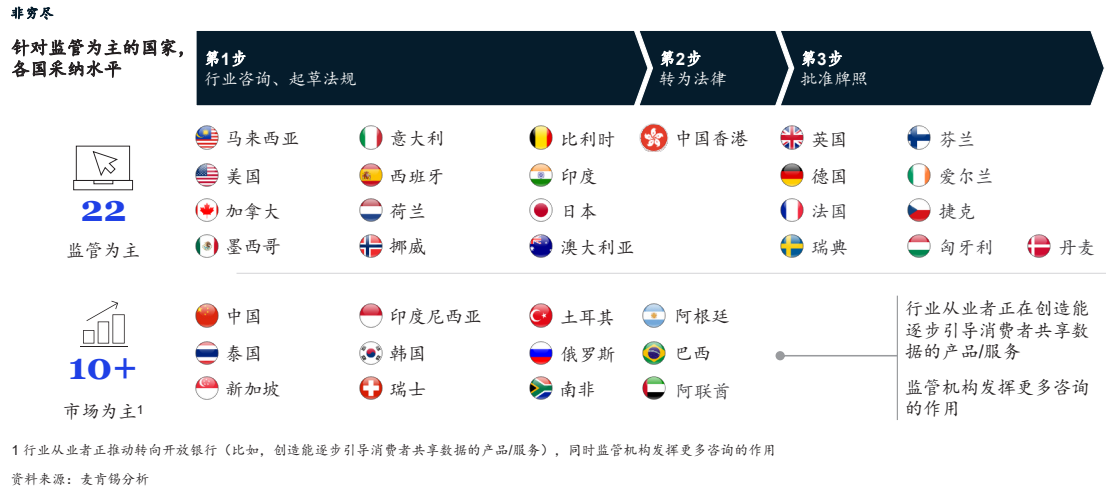 非穷尽
针对监管为主的国家，
各国采纳水平
第1步
行业咨询、起草法规
第2步
转为法律
第3步
批准牌照
22
监管为主
马来西亚 意大利 比利时 中国香港 英国 芬兰
美国 西班牙 印度 德国 爱尔兰
加拿大 荷兰 日本 法国 捷克
墨西哥 挪威 澳大利亚 瑞典 匈牙利 丹麦
10+
市场为主1
中国 印度尼西亚 土耳其 阿根廷
泰国 韩国 俄罗斯 巴西
新加坡 瑞士 南非 阿联酋
行业从业者正在创造能
逐步引导消费者共享数
据的产品/服务
监管机构发挥更多咨询
的作用
1 行业从业者正推动转向开放银行（比如，创造能逐步引导消费者共享数据的产品/服务），同时监管机构发挥更多咨询的作用
资料来源：麦肯锡分析